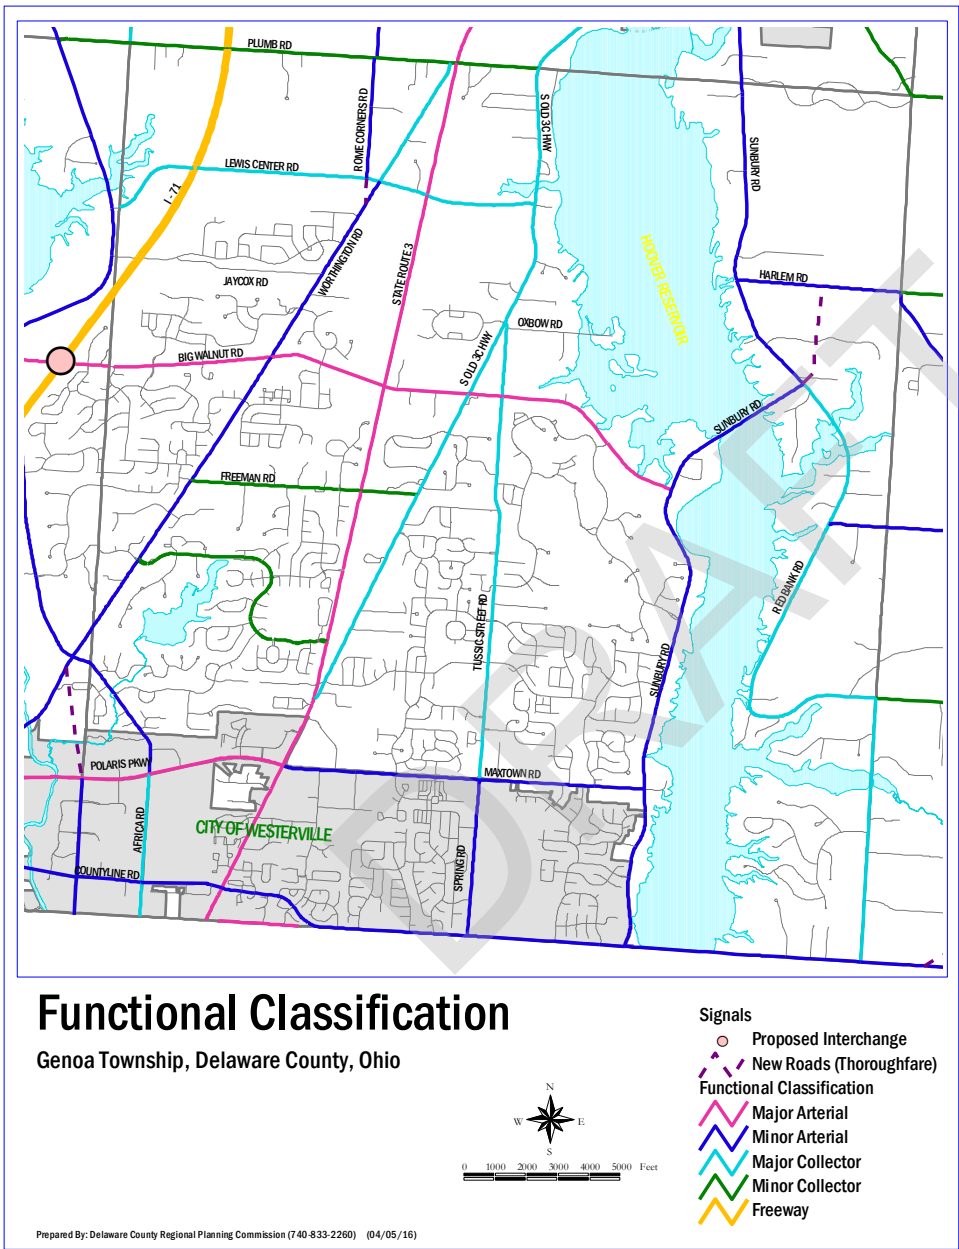 PLUMB RD
ROME CORNERS RD
S OLD 3C HWY
SUNBURY RD
LEWIS CENTER RD
I - 71
WORTHINGTON RD
STATE ROUTE 3
HOOVER RESERVOIR
HARLEM RD
JAYCOX RD
OXBOW RD
BIG WALNUT RD
S OLD 3C HWY
SUNBURY RD
FREEMAN RD
RED BANK RD
TUSSIC STREET RD
SUNBURY RD
POLARIS PKWY
MAXTOWN RD
AFRICA RD
CITY OF WESTERVILLE
SPRING RD
COUNTYLINE RD
DRAFT
Functional Classification
Genoa Township, Delaware County, Ohio
Signals
Proposed Interchange
New Roads (Thoroughfare)
Functional Classification
Major Arterial
Minor Arterial
Major Collector
Minor Collector
Freeway
N
W E
S
0 1000 2000 3000 4000 5000 Feet
Prepared By: Delaware County Regional Planning Commission (740-833-2260) (04/05/16)